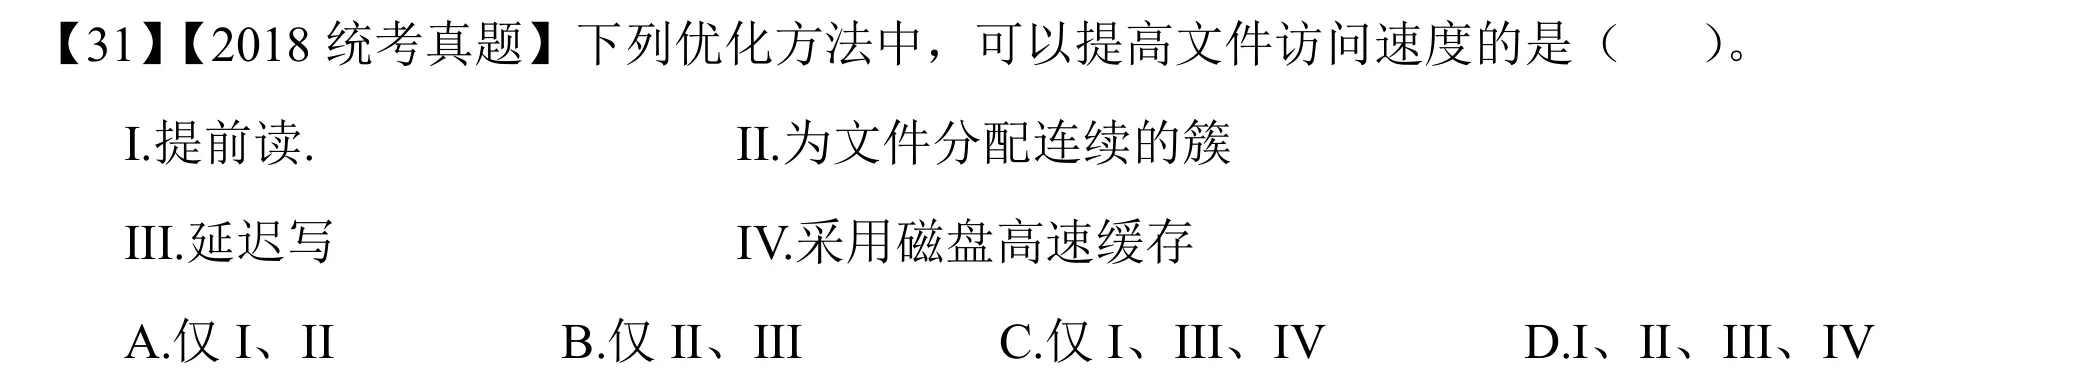 【31】【2018 统考真题】下列优化方法中，可以提高文件访问速度的是（  ）。
I.提前读. II.为文件分配连续的簇
III.延迟写 IV.采用磁盘高速缓存
A.仅 I、II B.仅 II、III C.仅 I、III、IV D.I、II、III、IV